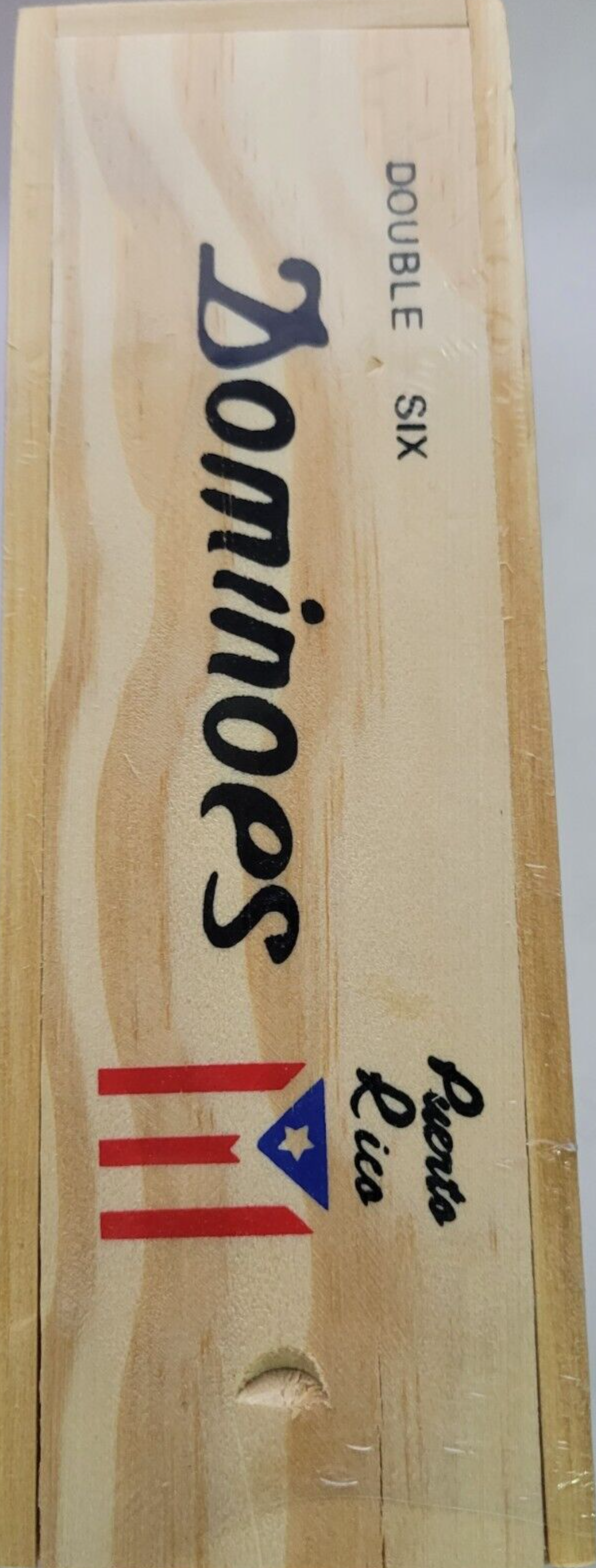 DOUBLE SIX
Dominoes
Puerto
Rico